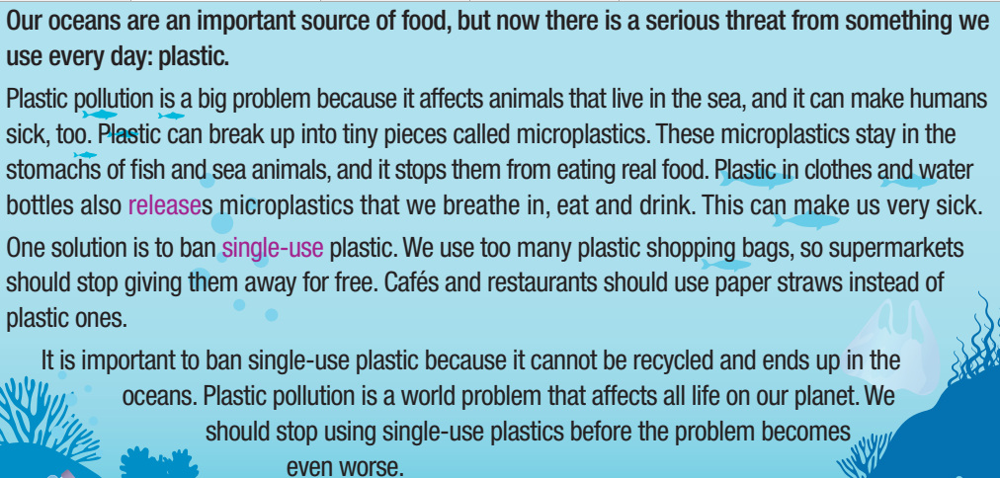 Our oceans are an important source of food, but now there is a serious threat from something we
use every day: plastic.
Plastic pollution is a big problem because it affects animals that live in the sea, and it can make humans
sick, too. Plastic can break up into tiny pieces called microplastics. These microplastics stay in the
stomachs of fish and sea animals, and it stops them from eating real food. Plastic in clothes and water
bottles also releases microplastics that we breathe in, eat and drink. This can make us very sick.
One solution is to ban single-use plastic. We use too many plastic shopping bags, so supermarkets
should stop giving them away for free. Cafés and restaurants should use paper straws instead of
plastic ones.
It is important to ban single-use plastic because it cannot be recycled and ends up in the
oceans. Plastic pollution is a world problem that affects all life on our planet. We
should stop using single-use plastics before the problem becomes
even worse.